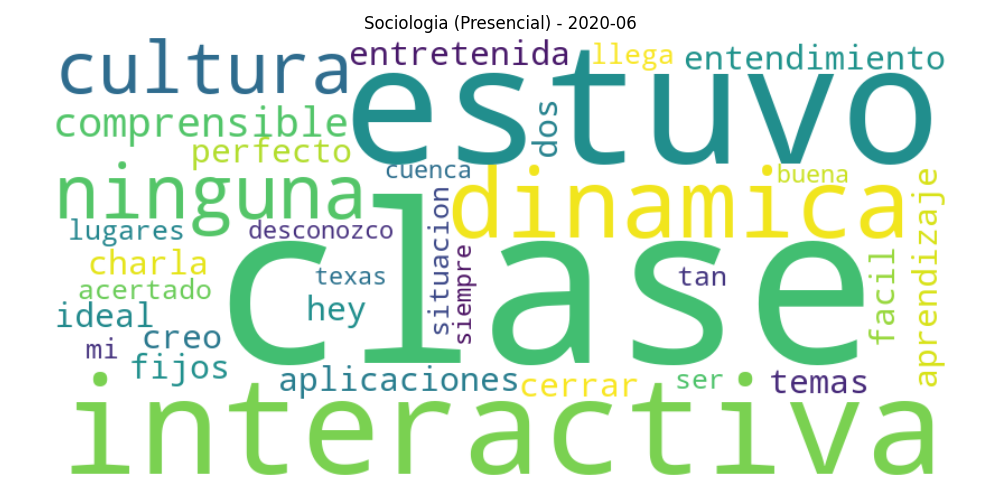 Sociologia (Presencial) - 2020-06
cultura
entretenida
llega
entendimiento
estuvo
comprensible
dos
perfecto
cuenca
buena
ninguna
dinamica
aprendizaje
lugares
desconozco
situacion
siempre
clase
charla
texas
tan
facil
acertado
hey
ideal
creo
mi
fijos
aplicaciones
cerrar
ser
temas
interactiva